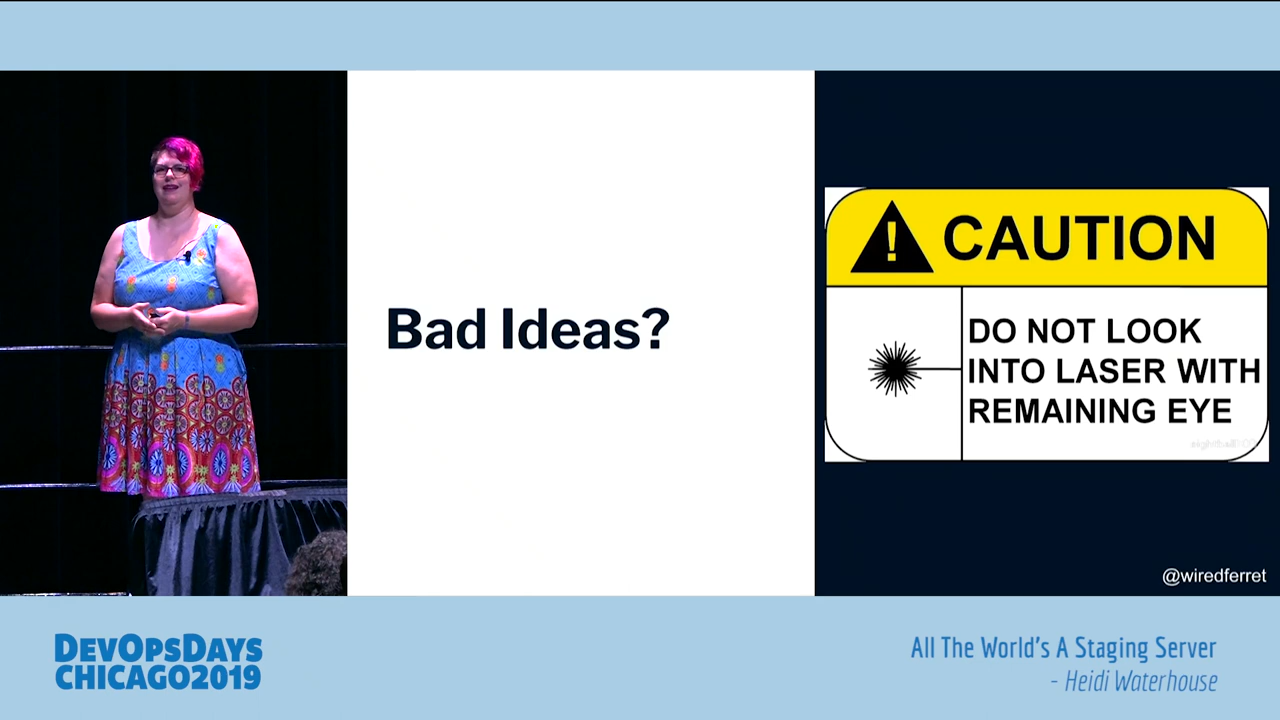 Bad Ideas?
CAUTION
DO NOT LOOK
INTO LASER WITH
REMAINING EYE
@wiredferret
DEVOPSDAYS
CHICAGO2019
All The World's A Staging Server
- Heidi Waterhouse